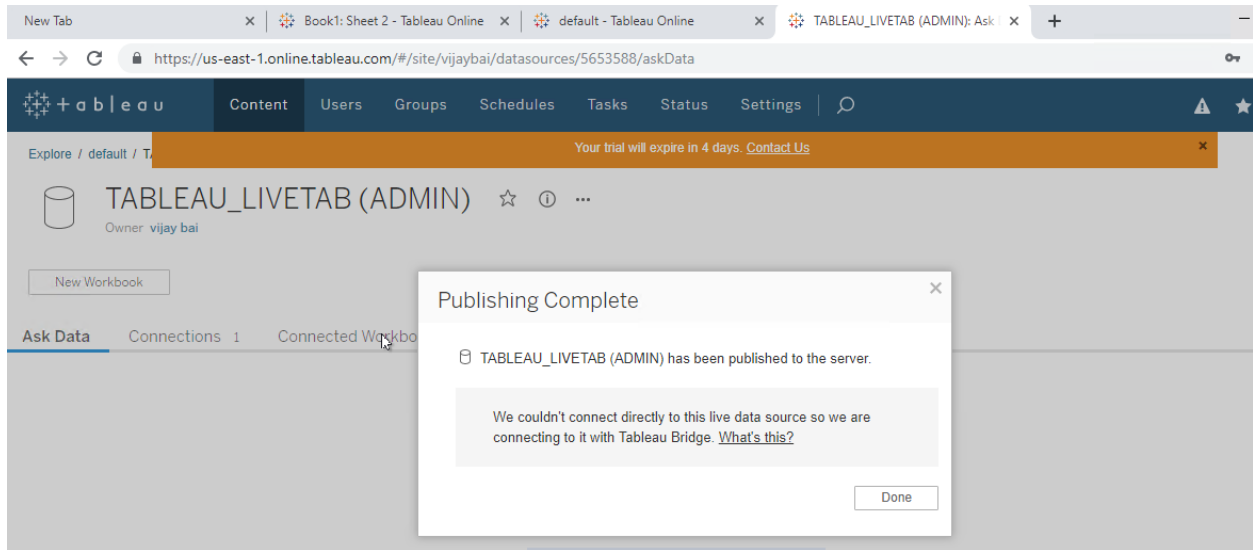 New Tab
Book1: Sheet 2 - Tableau Online
default - Tableau Online
TABLEAU_LIVETAB (ADMIN): Ask
https://us-east-1.online.tableau.com/#/site/vijaybai/datasources/5653588/askData
+ableau
Content Users Groups Schedules Tasks Status Settings
Explore / default / TA
Your trial will expire in 4 days. Contact Us
TABLEAU_LIVETAB (ADMIN)
Owner vijay bai
New Workbook
Ask Data Connections 1 Connected Workbo
Publishing Complete
TABLEAU_LIVETAB (ADMIN) has been published to the server.
We couldn't connect directly to this live data source so we are
connecting to it with Tableau Bridge. What's this?
Done